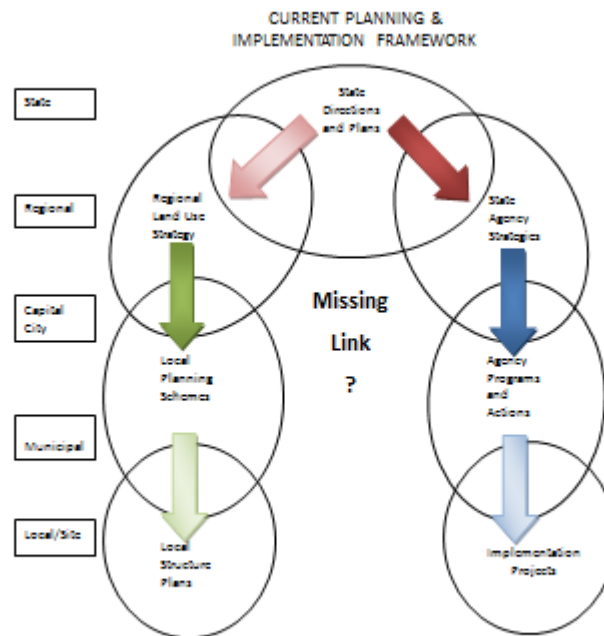 CURRENT PLANNING &
IMPLEMENTATION FRAMEWORK
State
State
Directions
and Plans
Regional
Regional
Land Use
Strategy
State
Agency
Strategies
Capital
City
Missing
Link
?
Local
Planning
Schemes
Agency
Programs
and
Actions
Municipal
Local/Site
Local
Structure
Plans
Implementation
Projects